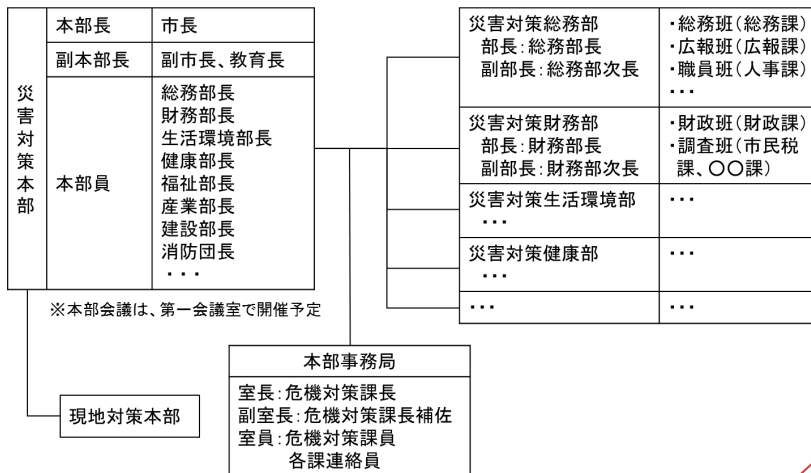 災害対策本部
本部長 市長
副本部長 副市長、教育長
本部員
総務部長
財務部長
生活環境部長
健康部長
福祉部長
産業部長
建設部長
消防団長
・・・
※本部会議は、第一会議室で開催予定
現地対策本部
本部事務局
室長：危機対策課長
副室長：危機対策課長補佐
室員：危機対策課員
各課連絡員
災害対策総務部
部長：総務部長
副部長：総務部次長
・総務班（総務課）
・広報班（広報課）
・職員班（人事課）
・・・
災害対策財務部
部長：財務部長
副部長：財務部次長
・財政班（財政課）
・調査班（市民税
課、〇〇課）
災害対策生活環境部
・・・
・・・
災害対策健康部
・・・
・・・
・・・
・・・